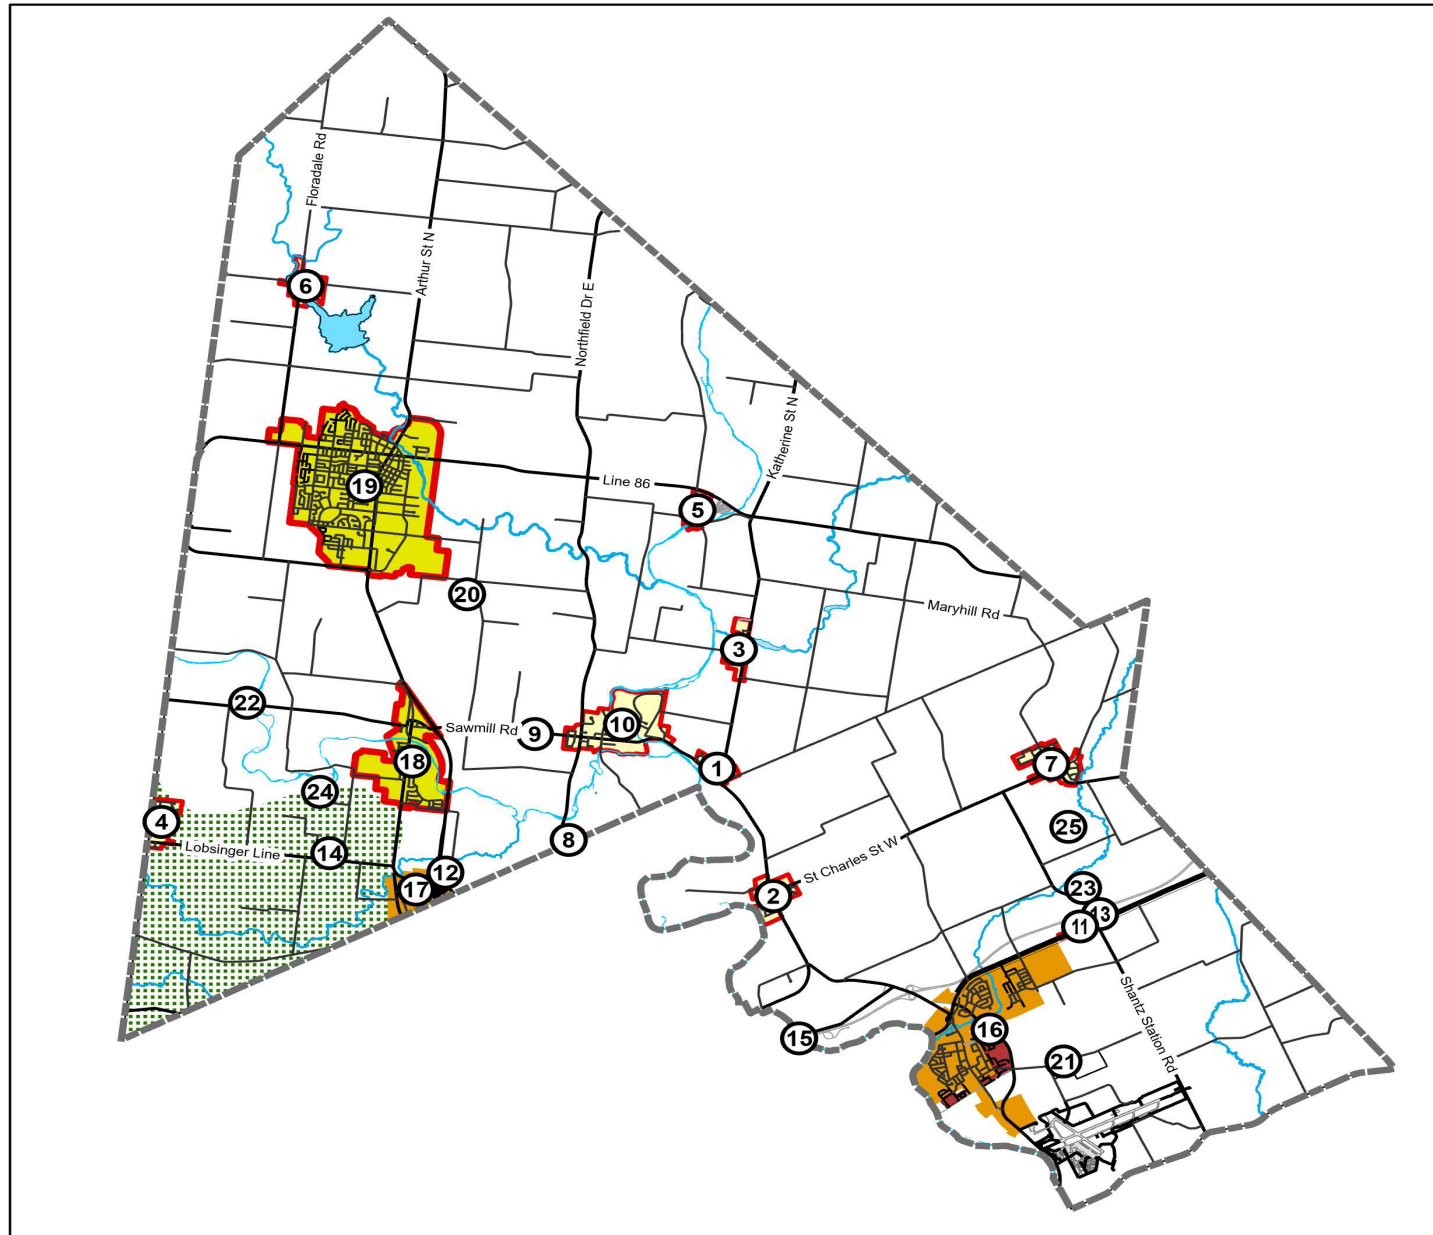 Floradale Rd
Arthur St N
6
Northfield Dr E
Katherine St N
19
Line 86
5
20
Maryhill Rd
3
22
Sawmill Rd
9
10
18
1
7
24
4
Lobsinger Line
14
8
25
12
17
St Charles St W
2
23
13
11
Shantz Station Rd
15
16
21